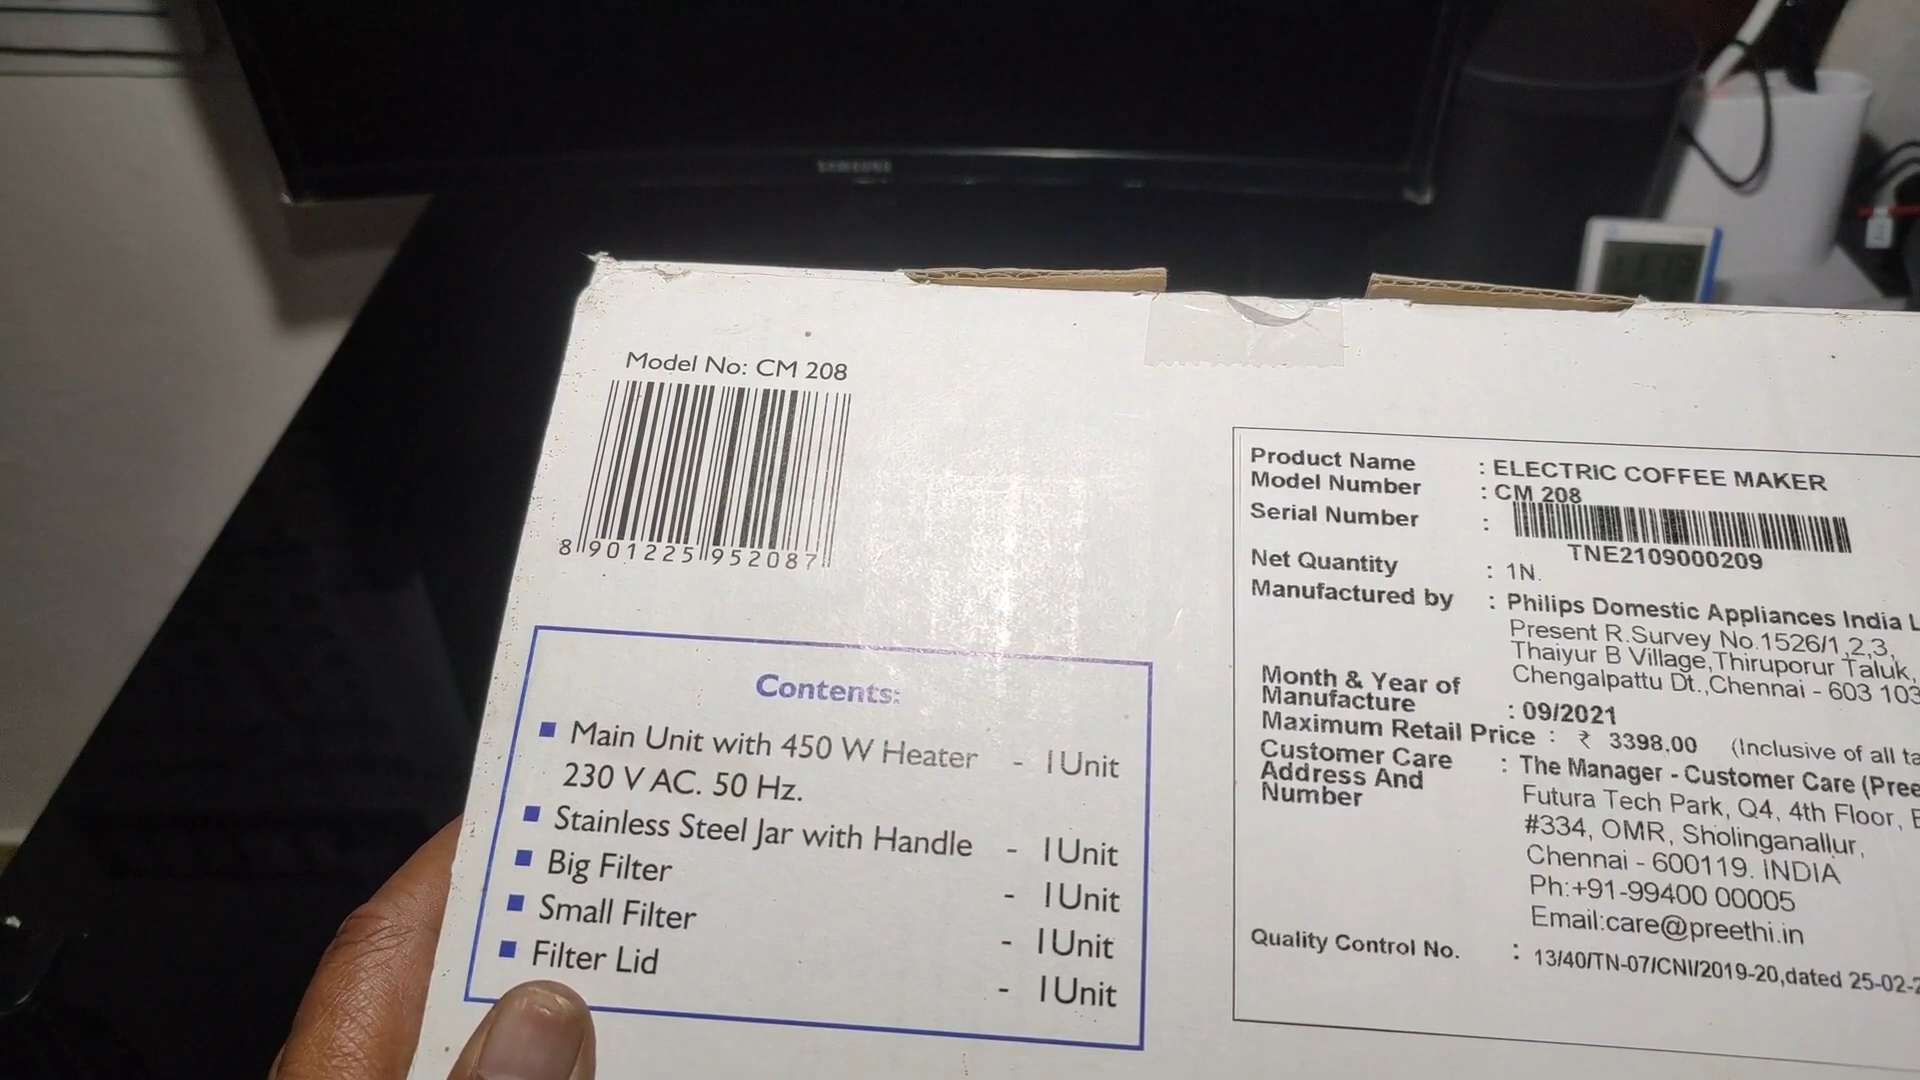 SAMSUNG
Model No: CM 208
8 901225 952087
Contents:
Main Unit with 450 W Heater - 1 Unit
230 V AC. 50 Hz.
Stainless Steel Jar with Handle - 1 Unit
Big Filter - 1 Unit
Small Filter - 1 Unit
Filter Lid - 1 Unit
Product Name : ELECTRIC COFFEE MAKER
Model Number : CM 208
Serial Number :
TNE2109000209
Net Quantity : 1N.
Manufactured by : Philips Domestic Appliances India
Present R.Survey No.1526/1,2,3,
Thaiyur B Village,Thiruporur Taluk,
Chengalpattu Dt.,Chennai - 603 103
Month & Year of
Manufacture : 09/2021
Maximum Retail Price : ₹ 3398.00 (Inclusive of all
Customer Care : The Manager - Customer Care
Address And
Number
Futura Tech Park, Q4, 4th Floor,
#334, OMR, Sholinganallur,
Chennai - 600119. INDIA
Ph:+91-99400 00005
Email:care@preethi.in
Quality Control No. : 13/40/TN-07/CNI/2019-20,dated